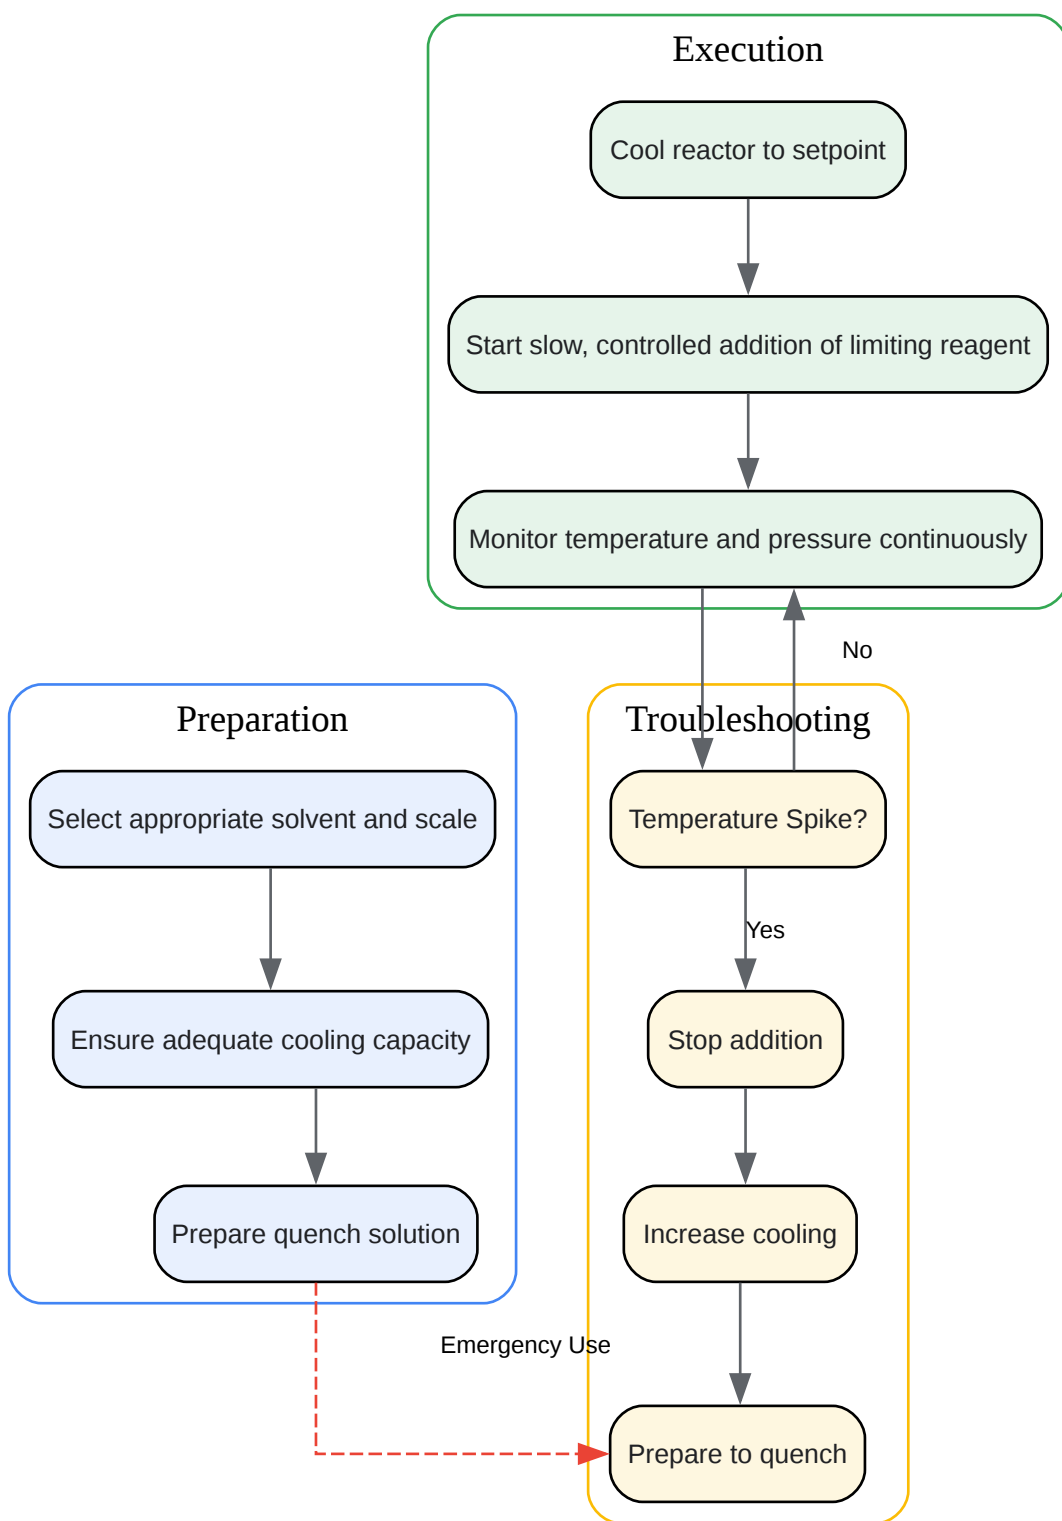 Execution
Cool reactor to setpoint
Start slow, controlled addition of limiting reagent
Monitor temperature and pressure continuously
No
Preparation
Select appropriate solvent and scale
Ensure adequate cooling capacity
Prepare quench solution
Emergency Use
Troubleshooting
Temperature Spike?
Yes
Stop addition
Increase cooling
Prepare to quench